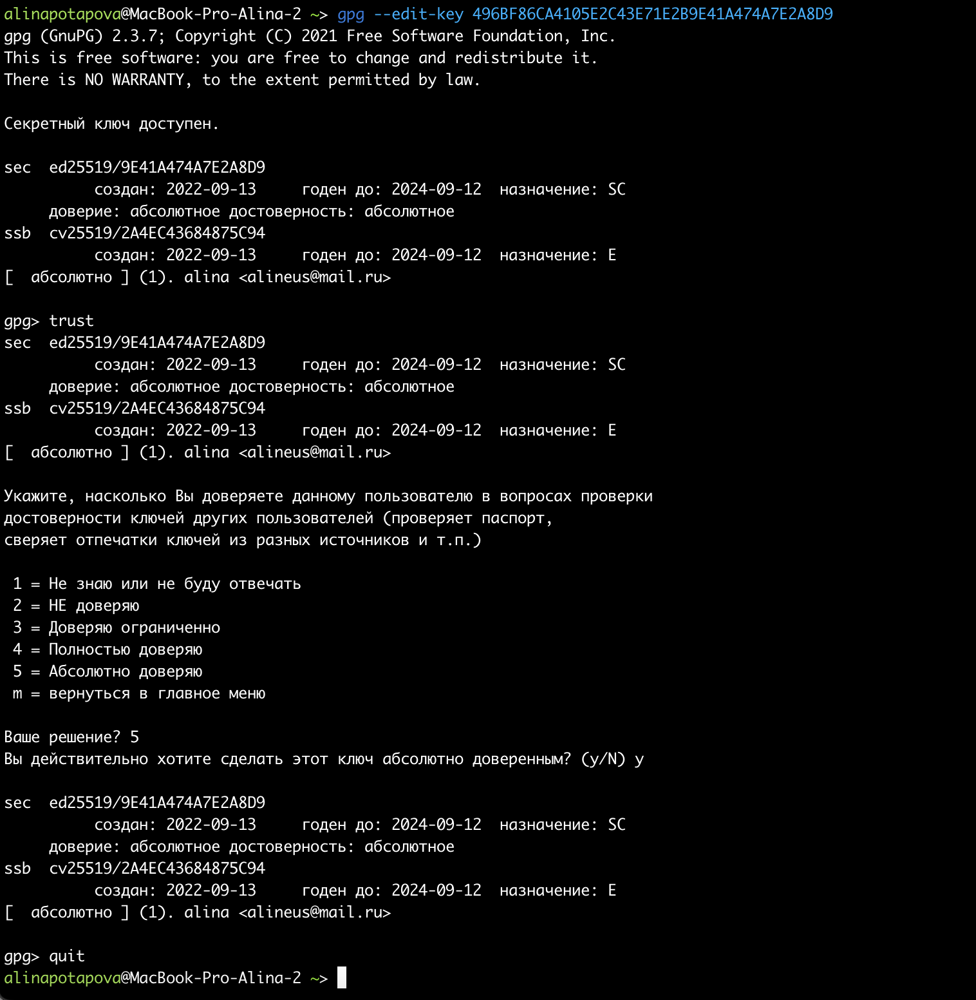 alinapotapova@MacBook-Pro-Alina-2 ~> gpg --edit-key 496BF86CA4105E2C43E71E2B9E41A474A7E2A8D9
gpg (GnuPG) 2.3.7; Copyright (C) 2021 Free Software Foundation, Inc.
This is free software: you are free to change and redistribute it.
There is NO WARRANTY, to the extent permitted by law.
Секретный ключ доступен.
sec  ed25519/9E41A474A7E2A8D9
создан: 2022-09-13     годен до: 2024-09-12  назначение: SC
доверие: абсолютное достоверность: абсолютное
ssb  cv25519/2A4EC43684875C94
создан: 2022-09-13     годен до: 2024-09-12  назначение: E
[  абсолютно ] (1). alina <alineus@mail.ru>
gpg> trust
sec  ed25519/9E41A474A7E2A8D9
создан: 2022-09-13     годен до: 2024-09-12  назначение: SC
доверие: абсолютное достоверность: абсолютное
ssb  cv25519/2A4EC43684875C94
создан: 2022-09-13     годен до: 2024-09-12  назначение: E
[  абсолютно ] (1). alina <alineus@mail.ru>
Укажите, насколько Вы доверяете данному пользователю в вопросах проверки
достоверности ключей других пользователей (проверяет паспорт,
сверяет отпечатки ключей из разных источников и т.п.)
1 = Не знаю или не буду отвечать
2 = НЕ доверяю
3 = Доверяю ограниченно
4 = Полностью доверяю
5 = Абсолютно доверяю
m = вернуться в главное меню
Ваше решение? 5
Вы действительно хотите сделать этот ключ абсолютно доверенным? (y/N) y
sec  ed25519/9E41A474A7E2A8D9
создан: 2022-09-13     годен до: 2024-09-12  назначение: SC
доверие: абсолютное достоверность: абсолютное
ssb  cv25519/2A4EC43684875C94
создан: 2022-09-13     годен до: 2024-09-12  назначение: E
[  абсолютно ] (1). alina <alineus@mail.ru>
gpg> quit
alinapotapova@MacBook-Pro-Alina-2 ~>